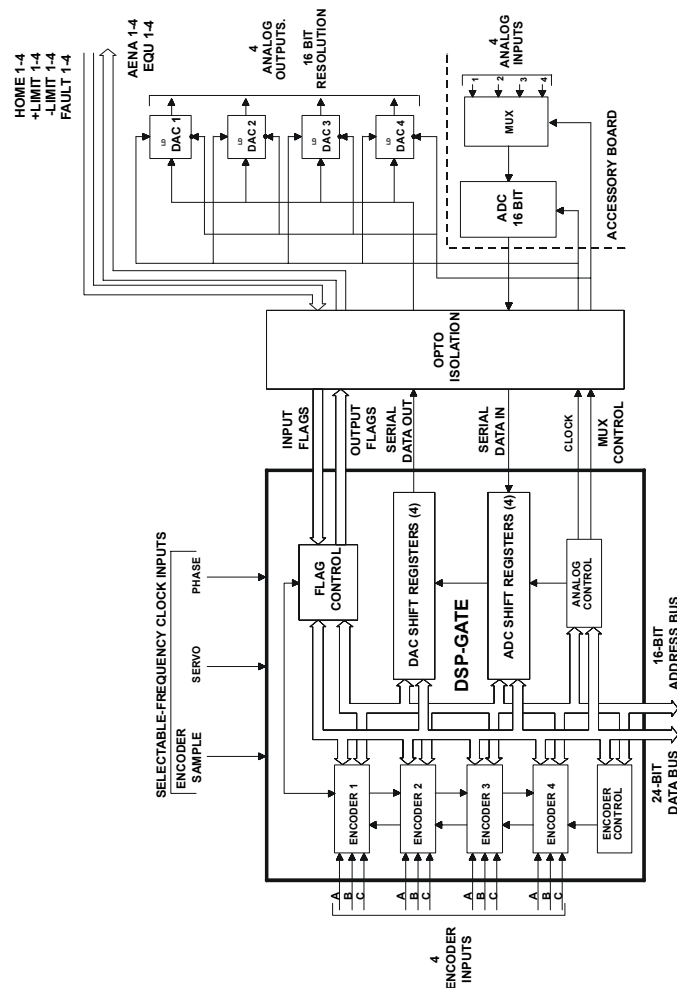 HOME 1-4
+LIMIT 1-4
-LIMIT 1-4
FAULT 1-4
AENA 1-4
EQU 1-4
4
ANALOG
OUTPUTS.
16 BIT
RESOLUTION
4
ANALOG
INPUTS
LD
DAC 1
LD
DAC 2
LD
DAC 3
LD
DAC 4
1
2
3
4
MUX
ADC
16 BIT
ACCESSORY BOARD
OPTO
ISOLATION
INPUT
FLAGS
OUTPUT
FLAGS
SERIAL
DATA OUT
SERIAL
DATA IN
CLOCK
MUX
CONTROL
SELECTABLE-FREQUENCY CLOCK INPUTS
ENCODER
SAMPLE
SERVO
PHASE
FLAG
CONTROL
DAC SHIFT REGISTERS (4)
ADC SHIFT REGISTERS (4)
ANALOG
CONTROL
DSP-GATE
16-BIT
ADDRESS BUS
24-BIT
DATA BUS
ENCODER 1
ENCODER 2
ENCODER 3
ENCODER 4
ENCODER
CONTROL
A
B
C
A
B
C
A
B
C
A
B
C
4
ENCODER
INPUTS